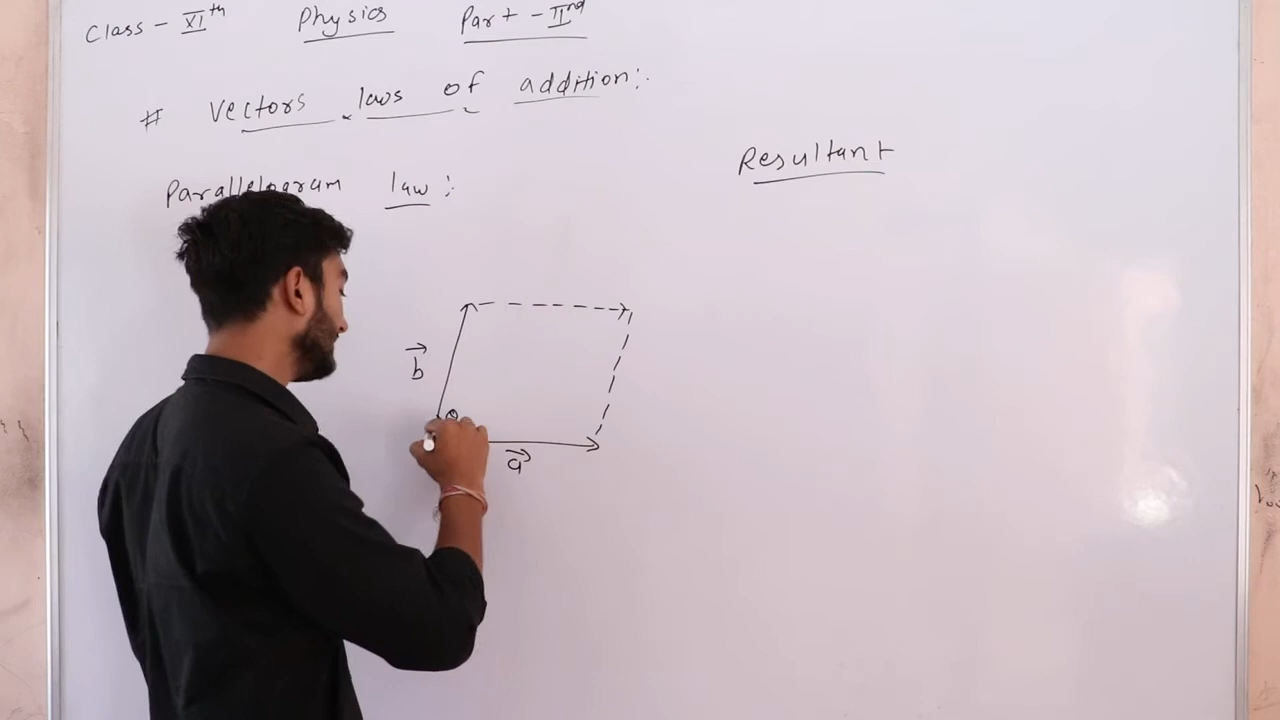 Class - XIth Physics Part - IInd
# Vectors laws of addition:.
Parallelogram law :
Resultant
b
θ
a